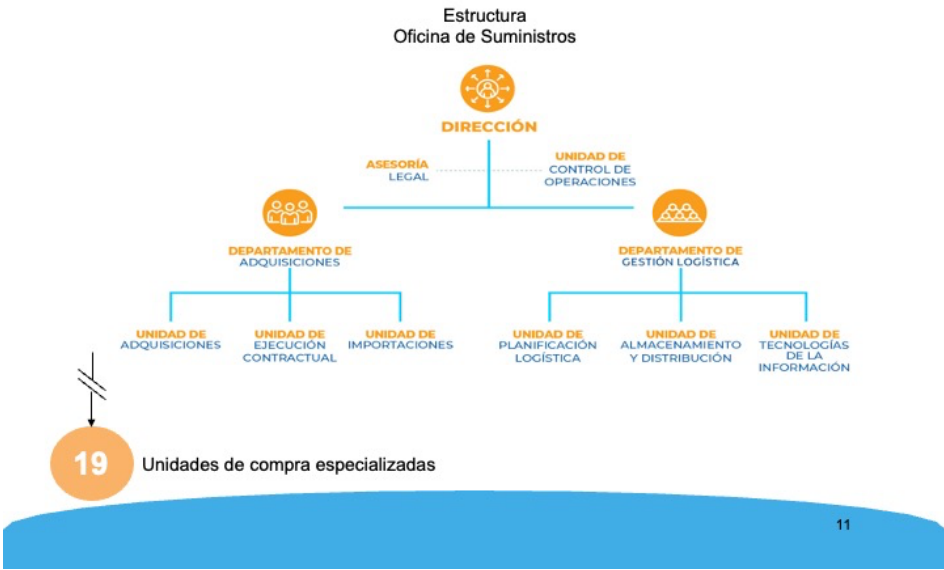 Estructura
Oficina de Suministros
DIRECCIÓN
ASESORÍA
LEGAL
UNIDAD DE
CONTROL DE
OPERACIONES
DEPARTAMENTO DE
ADQUISICIONES
DEPARTAMENTO DE
GESTIÓN LOGÍSTICA
UNIDAD DE
ADQUISICIONES
UNIDAD DE
EJECUCIÓN
CONTRACTUAL
UNIDAD DE
IMPORTACIONES
UNIDAD DE
PLANIFICACIÓN
LOGÍSTICA
UNIDAD DE
ALMACENAMIENTO
Y DISTRIBUCIÓN
UNIDAD DE
TECNOLOGÍAS
DE LA
INFORMACIÓN
19
Unidades de compra especializadas
11